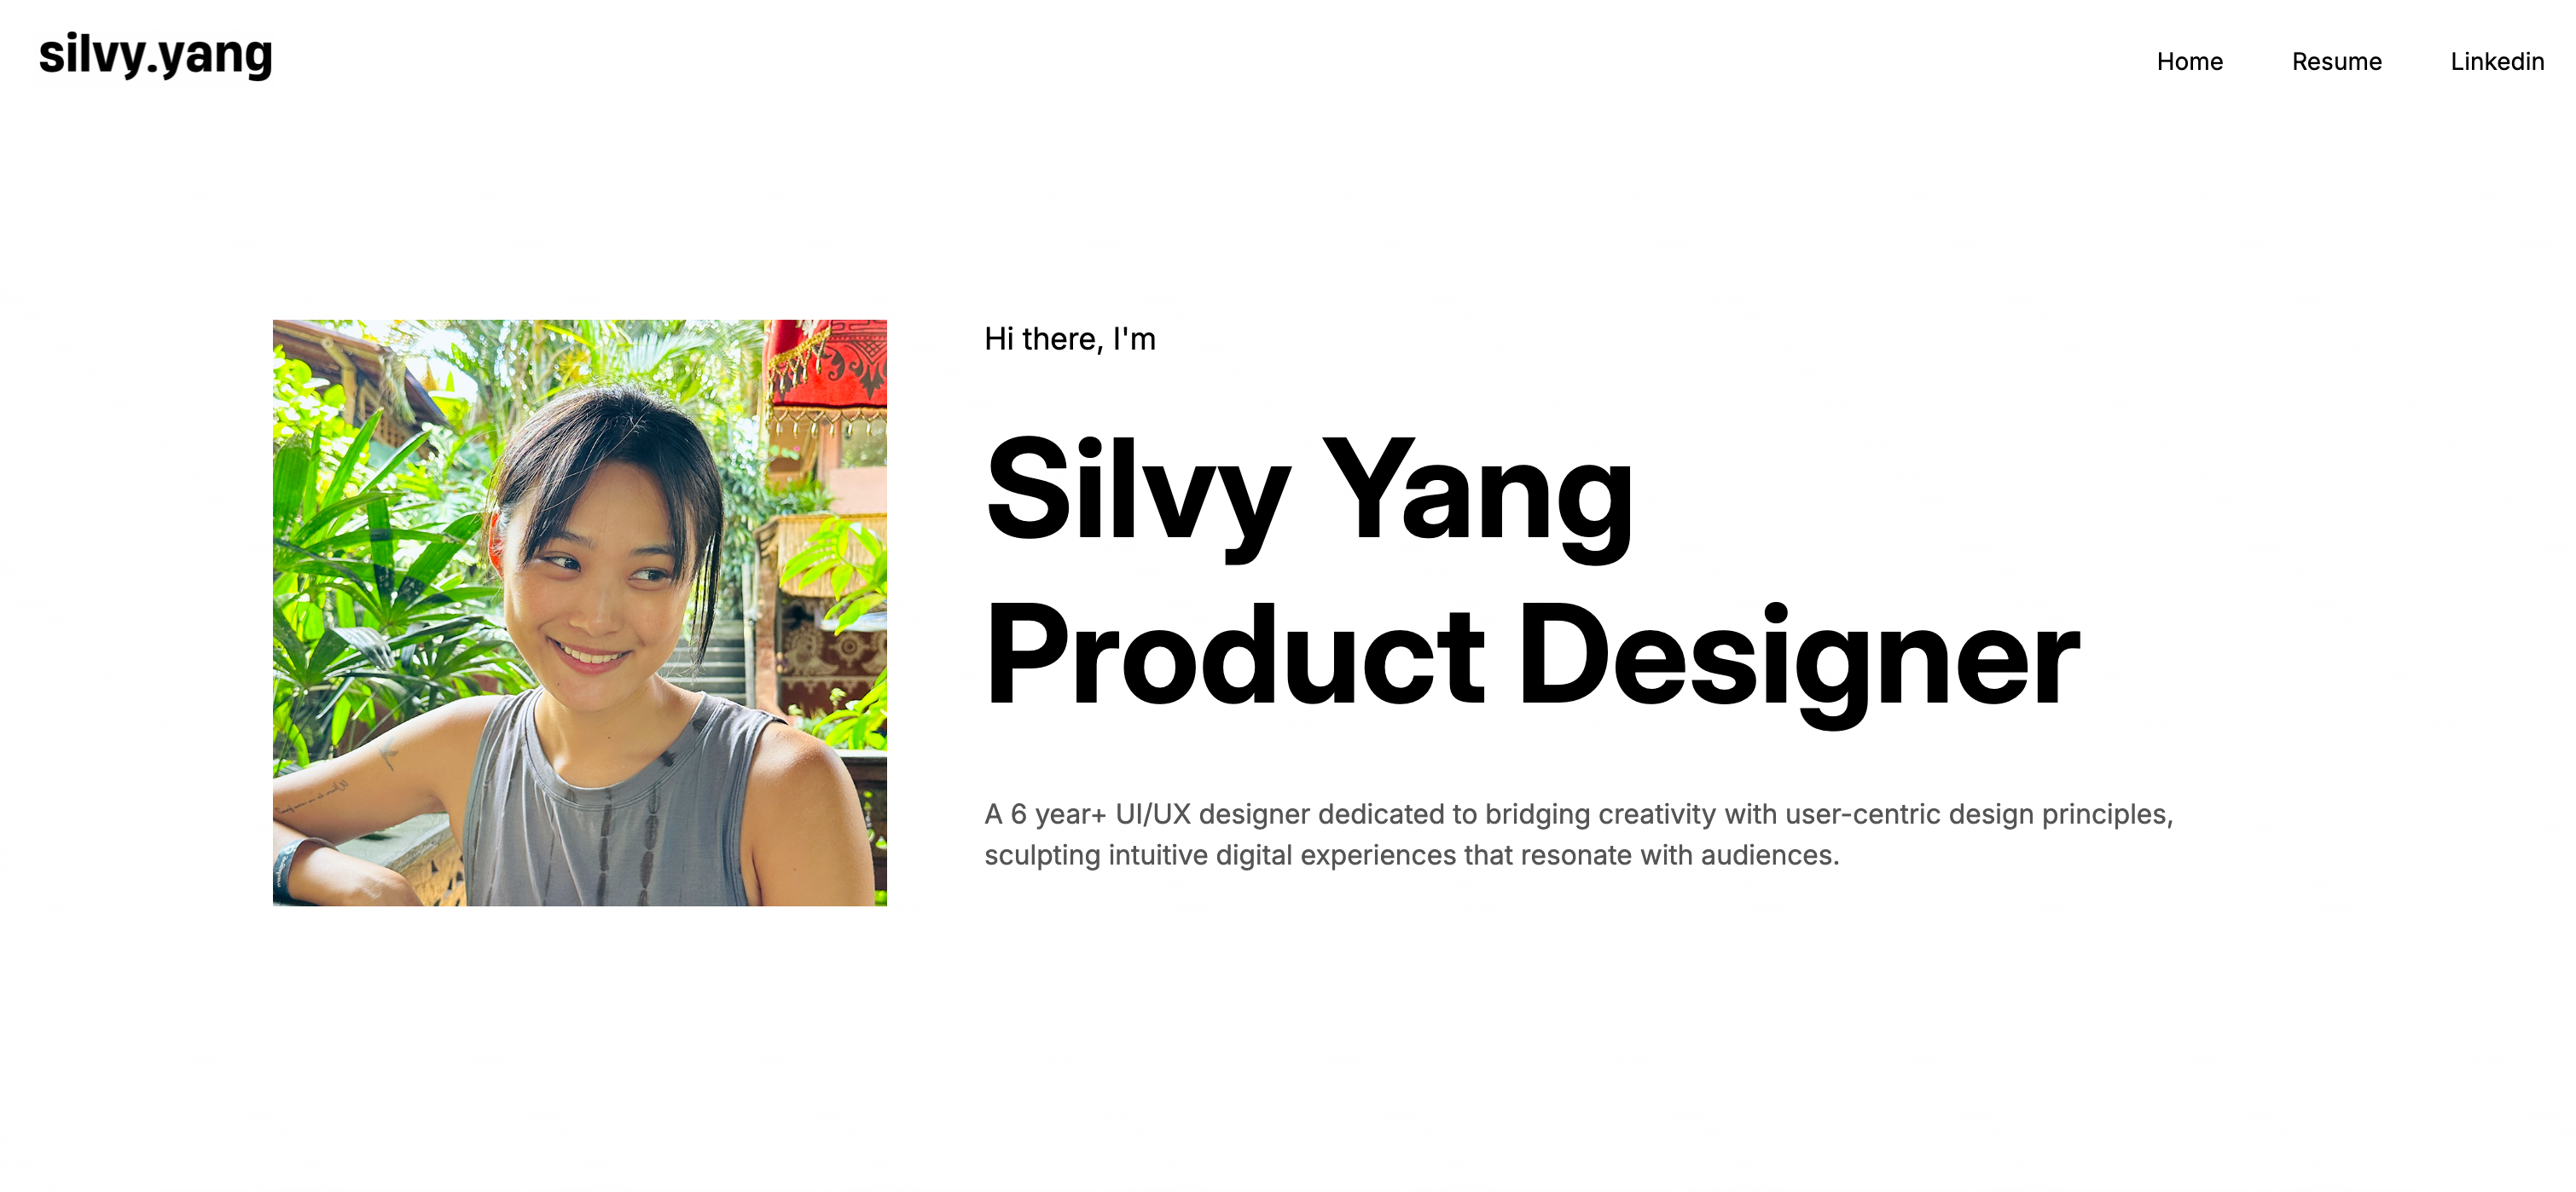 silvy.yang
Home Resume Linkedin
Hi there, I'm
Silvy Yang
Product Designer
A 6 year+ UI/UX designer dedicated to bridging creativity with user-centric design principles,
sculpting intuitive digital experiences that resonate with audiences.